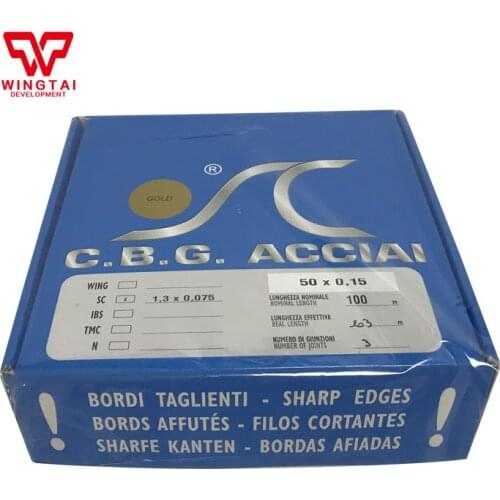 WINGTAI
DEVELOPMENT
®
GOLD
C.B.G. ACCIAI
WING
SC x 1.3 x 0,075
IBS
TMC
N
50 x 0,15
LUNGHEZZA NOMINALE
NOMINAL LENGTH 100 m
LUNGHEZZA EFFETTIVA
REAL LENGTH 103 m
NUMERO DI GIUNZIONI
NUMBER OF JOINTS 3
! BORDI TAGLIENTI - SHARP EDGES !
BORDS AFFUTÉS - FILOS CORTANTES
SHARFE KANTEN - BORDAS AFIADAS